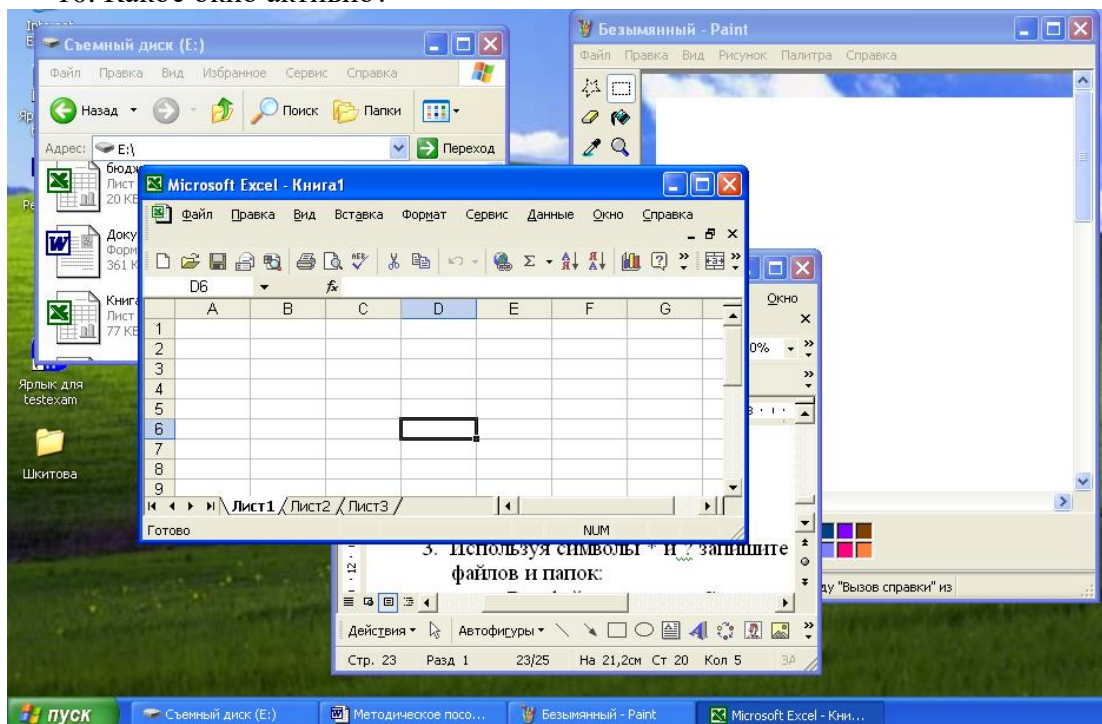 10. Какое окно активно?
Съемный диск (E:)
Файл Правка Вид Избранное Сервис Справка
Назад Поиск Папки
Адрес: E:\ Переход
Лист
20 КБ
361
Лист
77 КБ
Безымянный - Paint
Файл Правка Вид Рисунок Палитра Справка
Microsoft Excel - Книга1
Файл Правка Вид Вставка Формат Сервис Данные Окно Справка
D6 fx
A B C D E F G
1
2
3
4
5
6
7
8
9
Лист1 Лист2 Лист3
Готово NUM
Окно
0%
3. Используя символы * и ? запишите
файлов и папок:
Действия Автофигуры
Стр. 23 Разд 1 23/25 На 21,2см Ст 20 Кол 5 ЗА
"Вызов справки" из
Ярлык для
testexam
Шкитова
пуск Съемный диск (E:) Методическое посо... Безымянный - Paint Microsoft Excel - Кни...